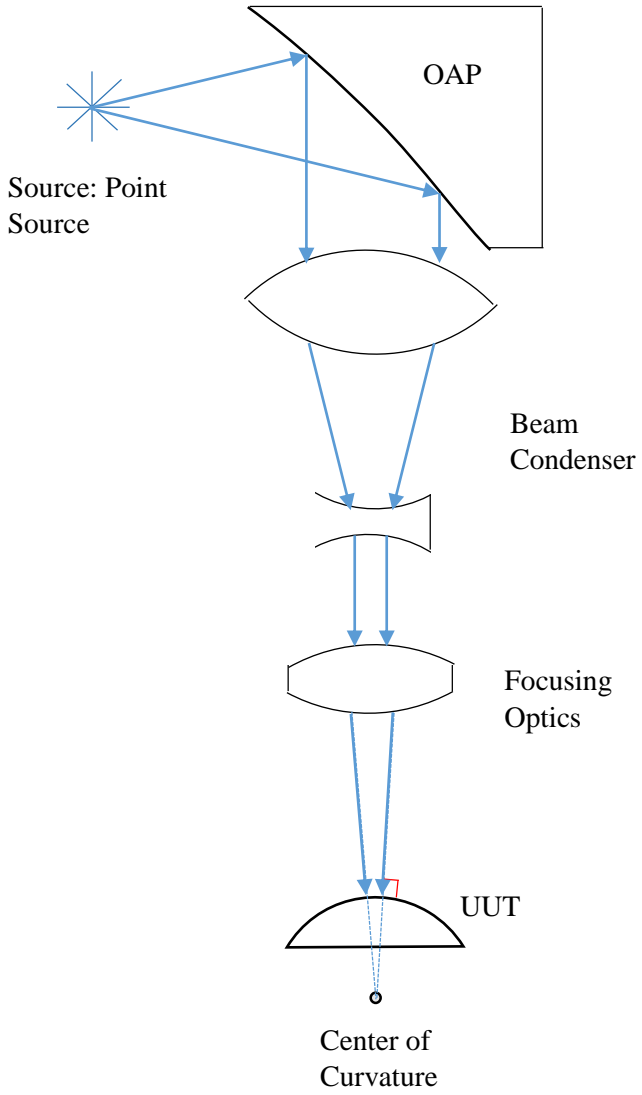 OAP
Source: Point
Source
Beam
Condenser
Focusing
Optics
UUT
Center of
Curvature